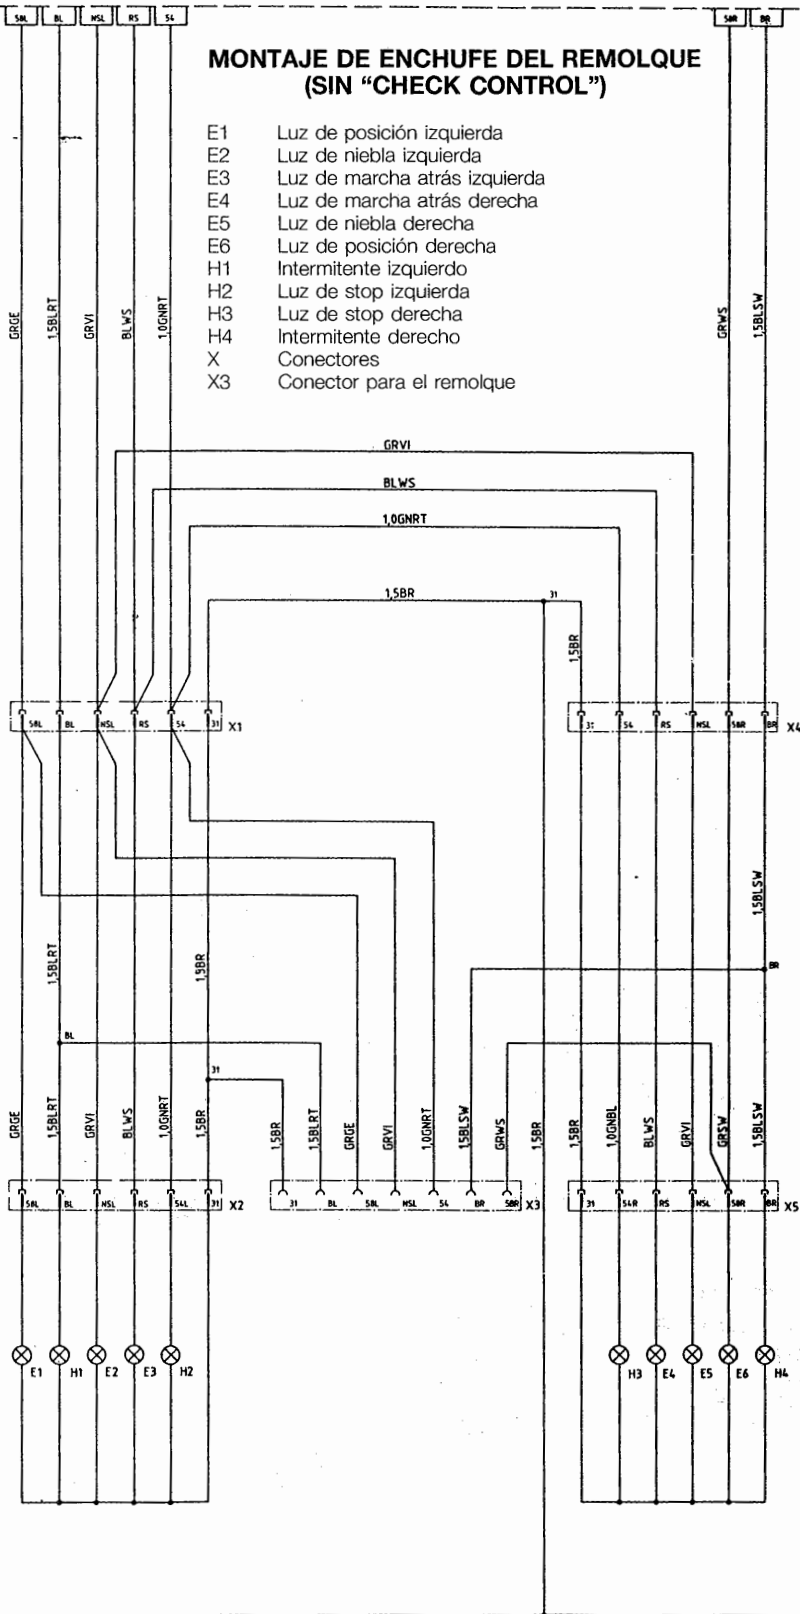 58L BL NSL RS 54 58R BR
MONTAJE DE ENCHUFE DEL REMOLQUE
(SIN “CHECK CONTROL”)
E1 Luz de posición izquierda
E2 Luz de niebla izquierda
E3 Luz de marcha atrás izquierda
E4 Luz de marcha atrás derecha
E5 Luz de niebla derecha
E6 Luz de posición derecha
H1 Intermitente izquierdo
H2 Luz de stop izquierda
H3 Luz de stop derecha
H4 Intermitente derecho
X Conectores
X3 Conector para el remolque
GRGE 1,5BLRT GRVI BLWS 1,0GNRT GRWS 1,5BLSW
GRVI
BLWS
1,0GNRT
1,5BR 31
1,5BR
58L BL NSL RS 54 31 X1 31 54 RS NSL 58R BR X4
1,5BLSW
1,5BLRT 1,5BR
BR
BL
31
GRGE 1,5BLRT GRVI BLWS 1,0GNRT 1,5BR 1,5BR 1,5BLRT GRGE GRVI 1,0GNRT 1,5BLSW GRWS 1,5BR 1,5BR 1,0GNBL BLWS GRVI GRSW 1,5BLSW
58L BL NSL RS 54L 31 X2 31 BL 58L NSL 54 BR 58R X3 31 54R RS NSL 58R BR X5
E1 H1 E2 E3 H2 H3 E4 E5 E6 H4